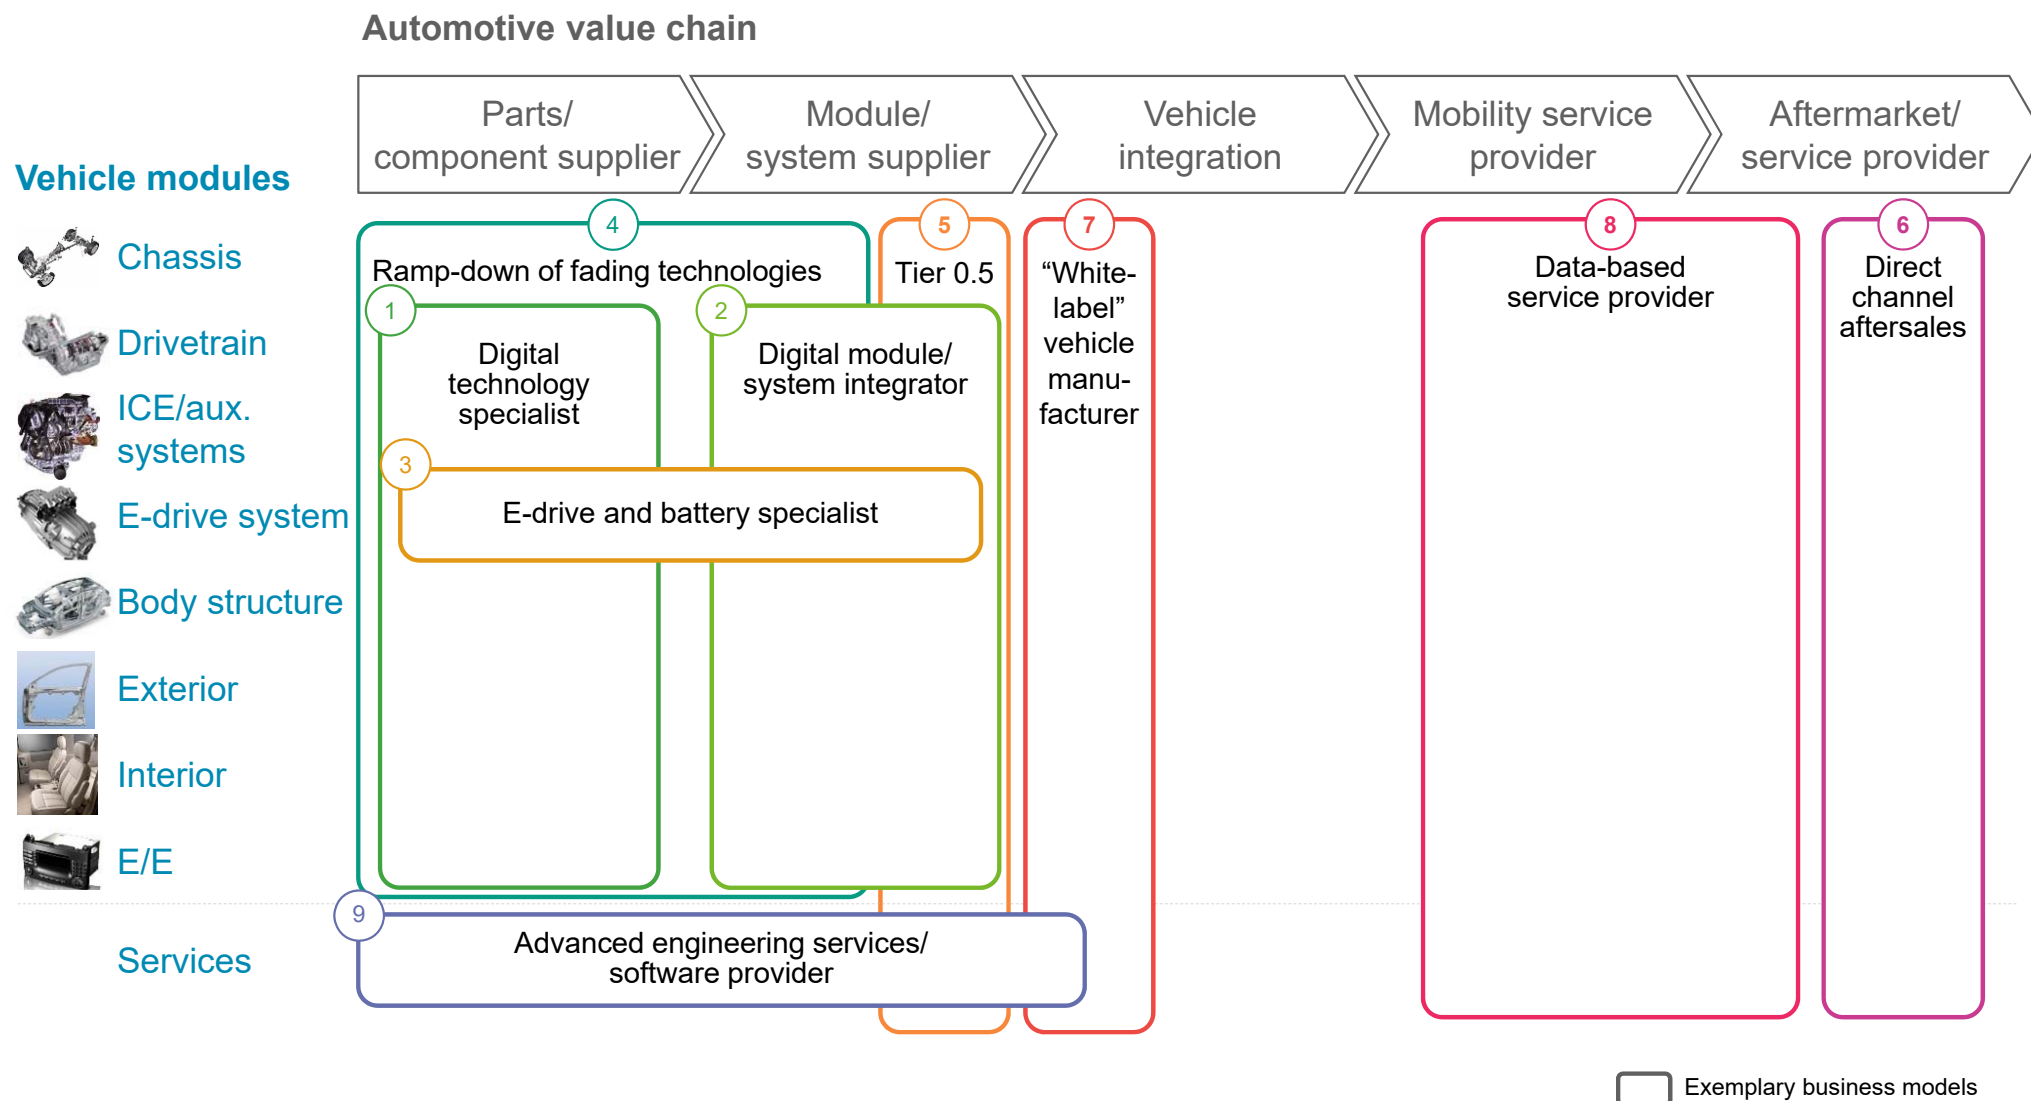 Automotive value chain
Parts/
component supplier
Module/
system supplier
Vehicle
integration
Mobility service
provider
Aftermarket/
service provider
Vehicle modules
Chassis
Drivetrain
ICE/aux.
systems
E-drive system
Body structure
Exterior
Interior
E/E
Services
4
Ramp-down of fading technologies
1
Digital
technology
specialist
2
Digital module/
system integrator
3
E-drive and battery specialist
5
Tier 0.5
7
“White-
label”
vehicle
manu-
facturer
8
Data-based
service provider
6
Direct
channel
aftersales
9
Advanced engineering services/
software provider
Exemplary business models